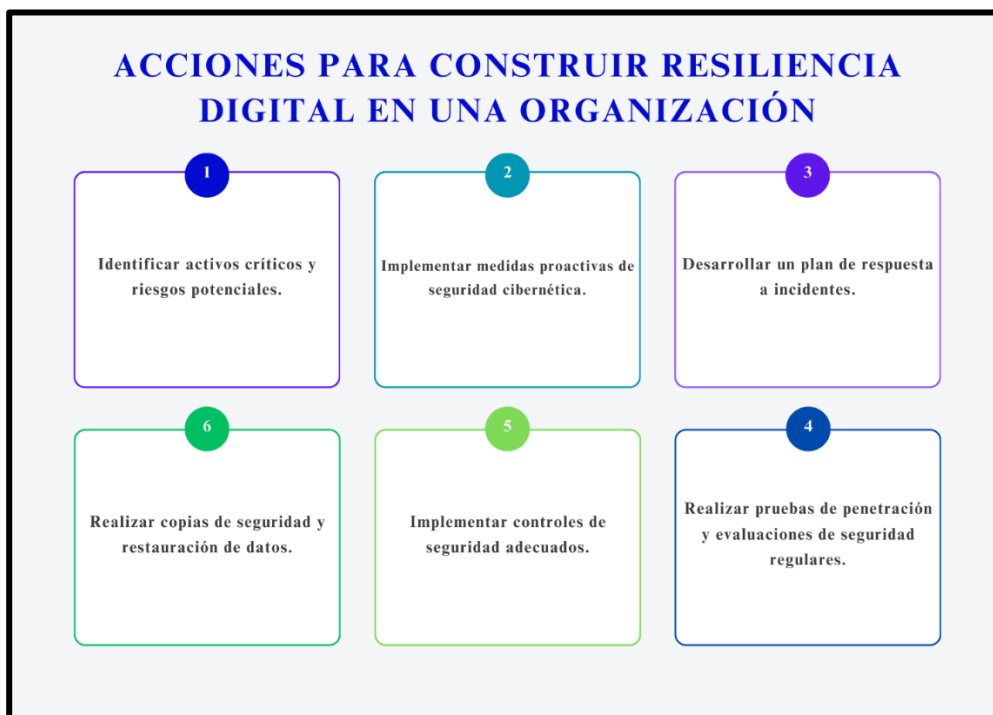 ACCIONES PARA CONSTRUIR RESILIENCIA
DIGITAL EN UNA ORGANIZACIÓN
1
Identificar activos críticos y
riesgos potenciales.
2
Implementar medidas proactivas de
seguridad cibernética.
3
Desarrollar un plan de respuesta
a incidentes.
4
Realizar pruebas de penetración
y evaluaciones de seguridad
regulares.
5
Implementar controles de
seguridad adecuados.
6
Realizar copias de seguridad y
restauración de datos.